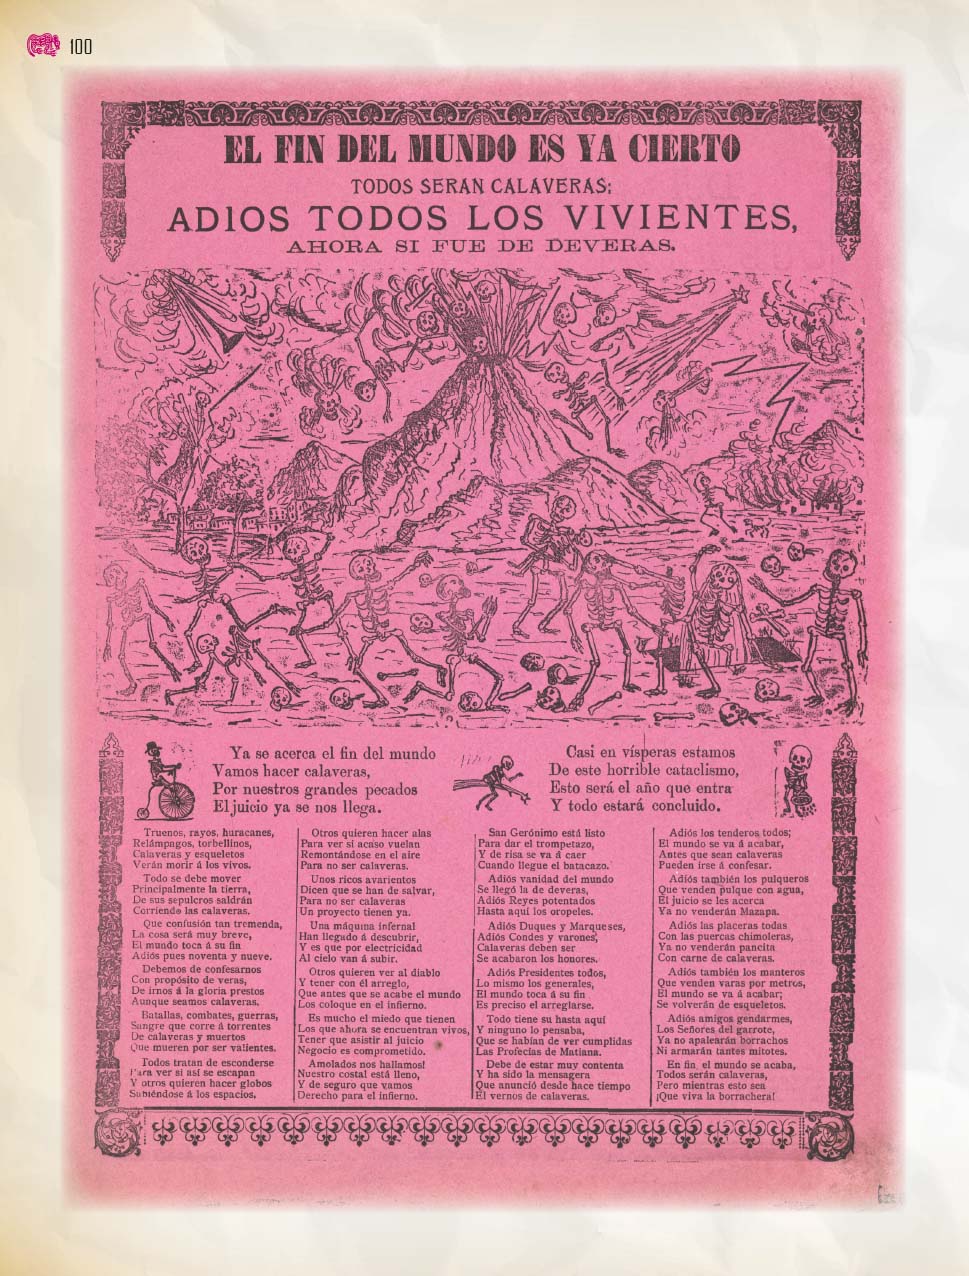 100
EL FIN DEL MUNDO ES YA CIERTO
TODOS SERAN CALAVERAS;
ADIOS TODOS LOS VIVIENTES,
AHORA SI FUE DE DEVERAS.
Ya se acerca el fin del mundo
Vamos hacer calaveras,
Por nuestros grandes pecados
El juicio ya se nos llega.
Casi en vísperas estamos
De este horrible cataclismo,
Esto será el año que entra
Y todo estará concluido.
Truenos, rayos, huracanes,
Relámpagos, torbellinos,
Calaveras y esqueletos
Verán morir á los vivos.
Todo se debe mover
Principalmente la tierra,
De sus sepulcros saldrán
Corriendo las calaveras.
Que confusión tan tremenda,
La cosa será muy breve,
El mundo toca á su fin
Adiós pues noventa y nueve.
Debemos de confesarnos
Con propósito de veras,
De irnos á la gloria prestos
Aunque seamos calaveras.
Batallas, combates, guerras,
Sangre que corre á torrentes
De calaveras y muertos
Que mueren por ser valientes.
Todos tratan de esconderse
Para ver si así se escapan
Y otros quieren hacer globos
Subiéndose á los espacios.
Otros quieren hacer alas
Para ver si acaso vuelan
Remontándose en el aire
Para no ser calaveras.
Unos ricos avarientos
Dicen que se han de salvar,
Para no ser calaveras
Un proyecto tienen ya.
Una máquina infernal
Han llegado á descubrir,
Y es que por electricidad
Al cielo van á subir.
Otros quieren ver al diablo
Y tener con él arreglo,
Que antes que se acabe el mundo
Los coloque en el infierno.
Es mucho el miedo que tienen
Los que ahora se encuentran vivos,
Tener que asistir al juicio
Negocio es comprometido.
Amolados nos hallamos!
Nuestro costal está lleno,
Y de seguro que vamos
Derecho para el infierno.
San Gerónimo está listo
Para dar el trompetazo,
Y de risa se va á caer
Cuando llegue el batacazo.
Adiós vanidad del mundo
Se llegó la de deveras,
Adiós Reyes potentados
Hasta aquí los oropeles.
Adiós Duques y Marqueses,
Adiós Condes y varones,
Calaveras deben ser
Se acabaron los honores.
Adiós Presidentes todos,
Lo mismo los generales,
El mundo toca á su fin
Es preciso el arreglarse.
Todo tiene su hasta aquí
Y ninguno lo pensaba,
Que se habían de ver cumplidas
Las Profecías de Matiana.
Debe de estar muy contenta
Y ha sido la mensagera
Que anunció desde hace tiempo
El vernos de calaveras.
Adiós los tenderos todos;
El mundo se vá á acabar,
Antes que sean calaveras
Pueden irse á confesar.
Adiós también los pulqueros
Que venden pulque con agua,
El juicio se les acerca
Ya no venderán Mazapa.
Adiós las placeras todas
Con las puercas chimoleras,
Ya no venderán pancita
Con carne de calaveras.
Adiós también los manteros
Que venden varas por metros,
El mundo se vá á acabar;
Se volverán de esqueletos.
Adiós amigos gendarmes,
Los Señores del garrote,
Ya no apalearán borrachos
Ni armarán tantes mitotes.
En fin, el mundo se acaba,
Todos serán calaveras,
Pero mientras esto sea
¡Que viva la borrachera!